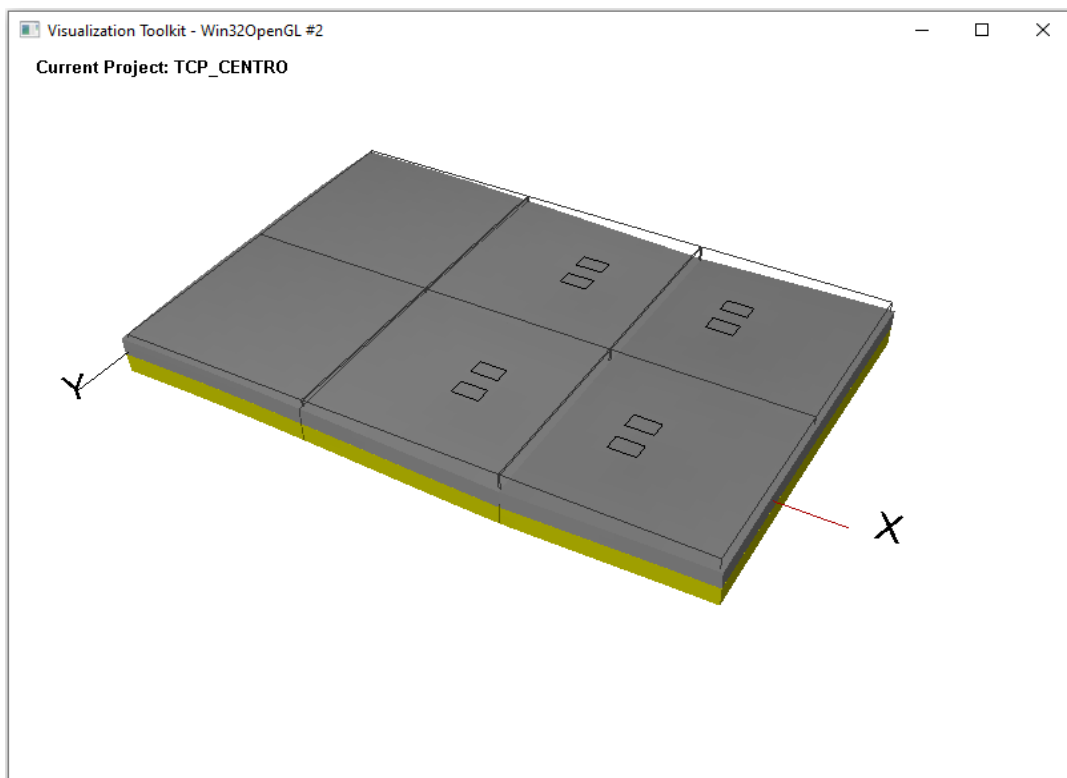 Visualization Toolkit - Win32OpenGL #2
Current Project: TCP_CENTRO
Y
X